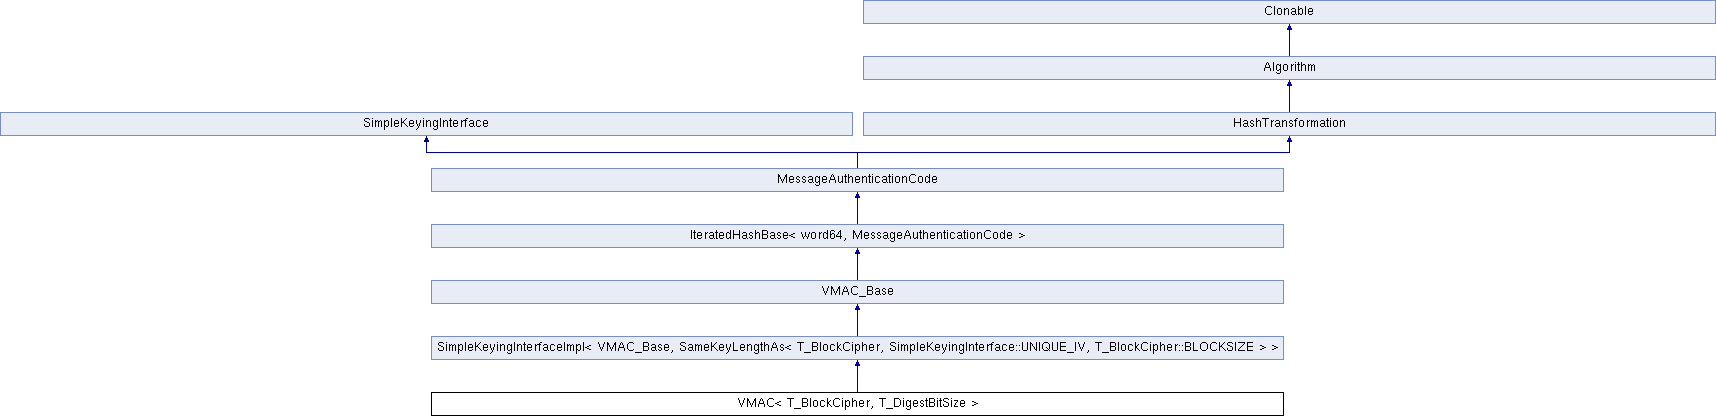 Clonable
Algorithm
SimpleKeyingInterface
HashTransformation
MessageAuthenticationCode
IteratedHashBase< word64, MessageAuthenticationCode >
VMAC_Base
SimpleKeyingInterfaceImpl< VMAC_Base, SameKeyLengthAs< T_BlockCipher, SimpleKeyingInterface::UNIQUE_IV, T_BlockCipher::BLOCKSIZE > >
VMAC< T_BlockCipher, T_DigestBitSize >